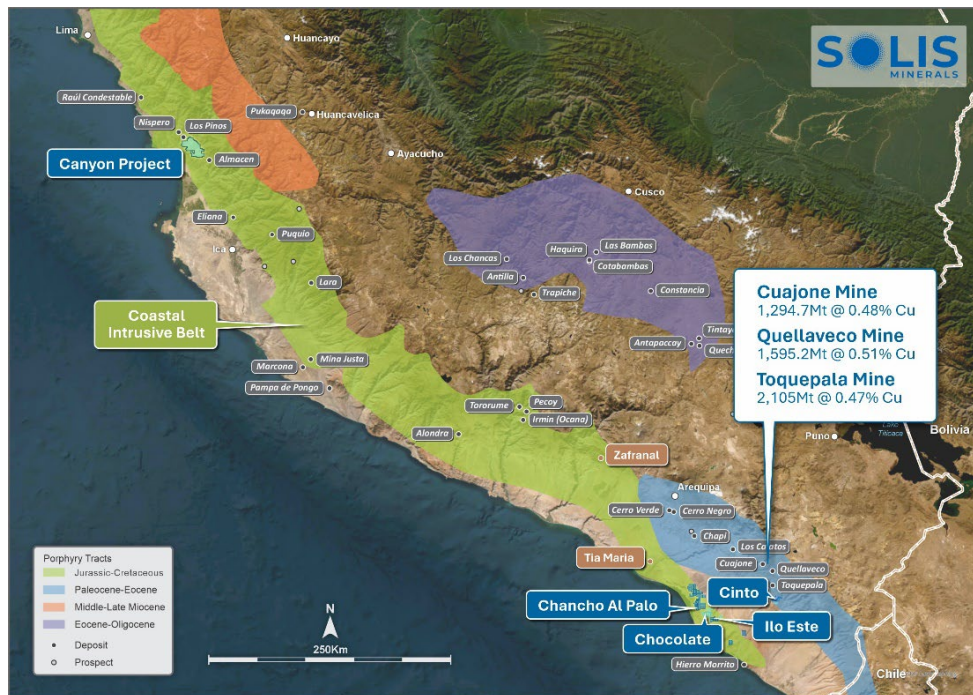 Lima
Huancayo
SOLIS
MINERALS
Raúl Condestable
Pukaqaqa
Huancavelica
Nispero
Los Pinos
Ayacucho
Canyon Project
Almacen
Cusco
Eliana
Puquio
Ica
Haquira
Las Bambas
Los Chancas
Cotabambas
Antilia
Lara
Trapiche
Constancia
Coastal
Intrusive Belt
Cuajone Mine
1,294.7Mt @ 0.48% Cu
Quellaveco Mine
1,595.2Mt @ 0.51% Cu
Toquepala Mine
2,105Mt @ 0.47% Cu
Antapaccay
Mina Justa
Marcona
Pampa de Pongo
Tororume
Pecoy
Irmin (Ocana)
Alondra
Puno
Bolivia
Zafranal
Arequipa
Cerro Verde
Cerro Negro
Chapi
Tia Maria
Cuajone
Quellaveco
Toquepala
Cinto
Chancho Al Palo
Ilo Este
Chocolate
Hierro Morrito
Chile
Porphyry Tracts
Jurassic-Cretaceous
Paleocene-Eocene
Middle-Late Miocene
Eocene-Oligocene
Deposit
Prospect
N
250Km